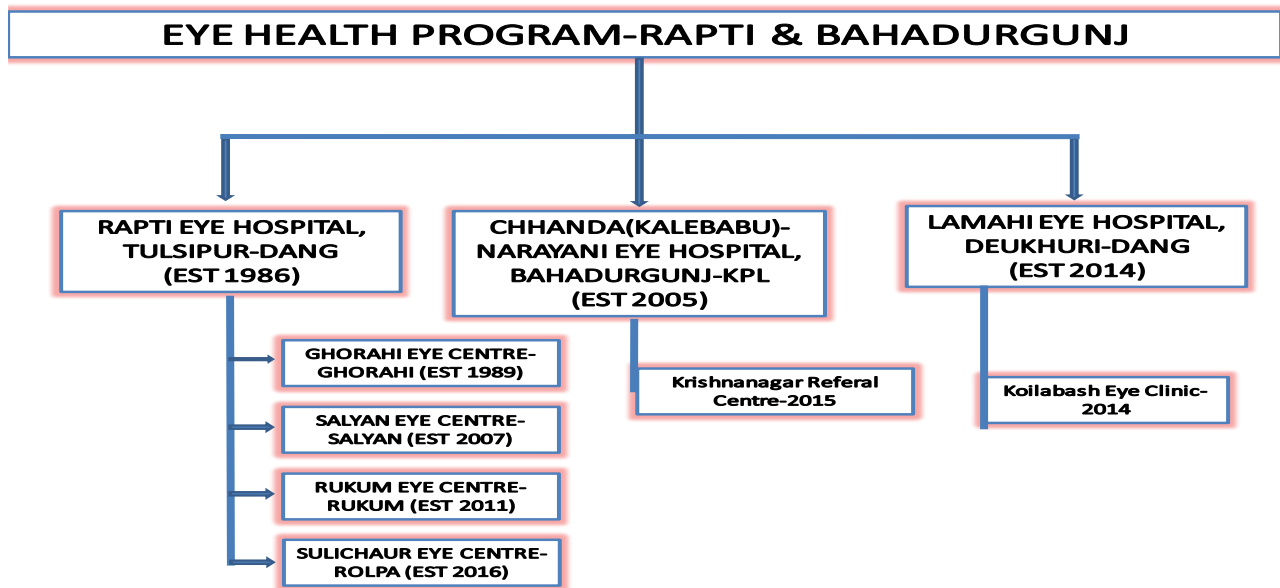 EYE HEALTH PROGRAM-RAPTI & BAHADURGUNJ
RAPTI EYE HOSPITAL,
TULSIPUR-DANG
(EST 1986)
CHHANDA(KALEBABU)-
NARAYANI EYE HOSPITAL,
BAHADURGUNJ-KPL
(EST 2005)
LAMAHI EYE HOSPITAL,
DEUKHURI-DANG
(EST 2014)
GHORAHI EYE CENTRE-
GHORAHI (EST 1989)
SALYAN EYE CENTRE-
SALYAN (EST 2007)
RUKUM EYE CENTRE-
RUKUM (EST 2011)
SULICHAUR EYE CENTRE-
ROLPA (EST 2016)
Krishnanagar Referal
Centre-2015
Koilabash Eye Clinic-
2014